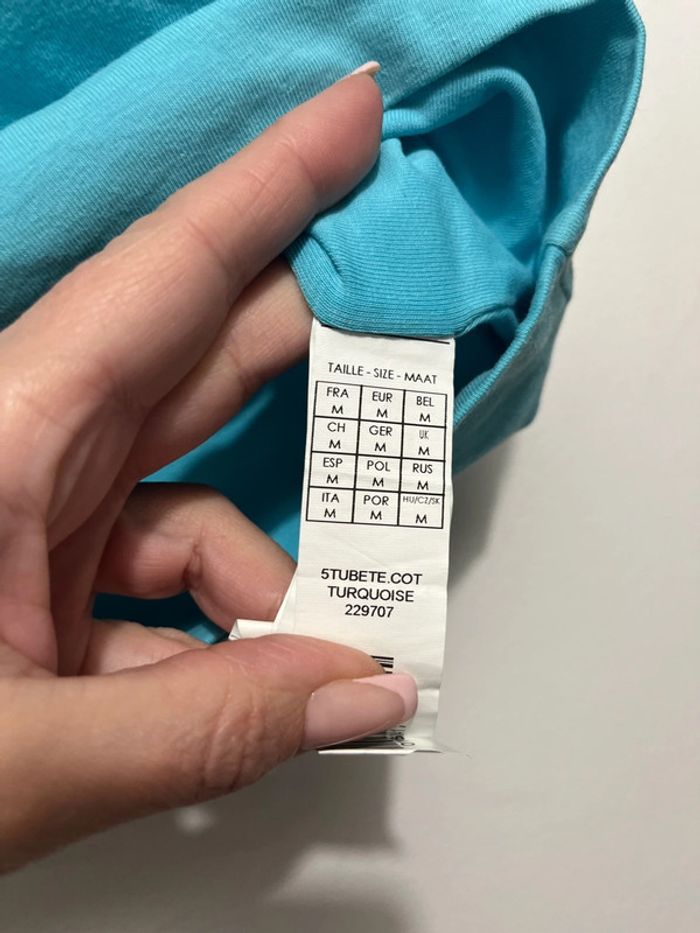 TAILLE - SIZE - MAAT
FRA EUR BEL
M M M
CH GER UK
M M M
ESP POL RUS
M M M
ITA POR HU/CZ/SK
M M M
5TUBETE.COT
TURQUOISE
229707